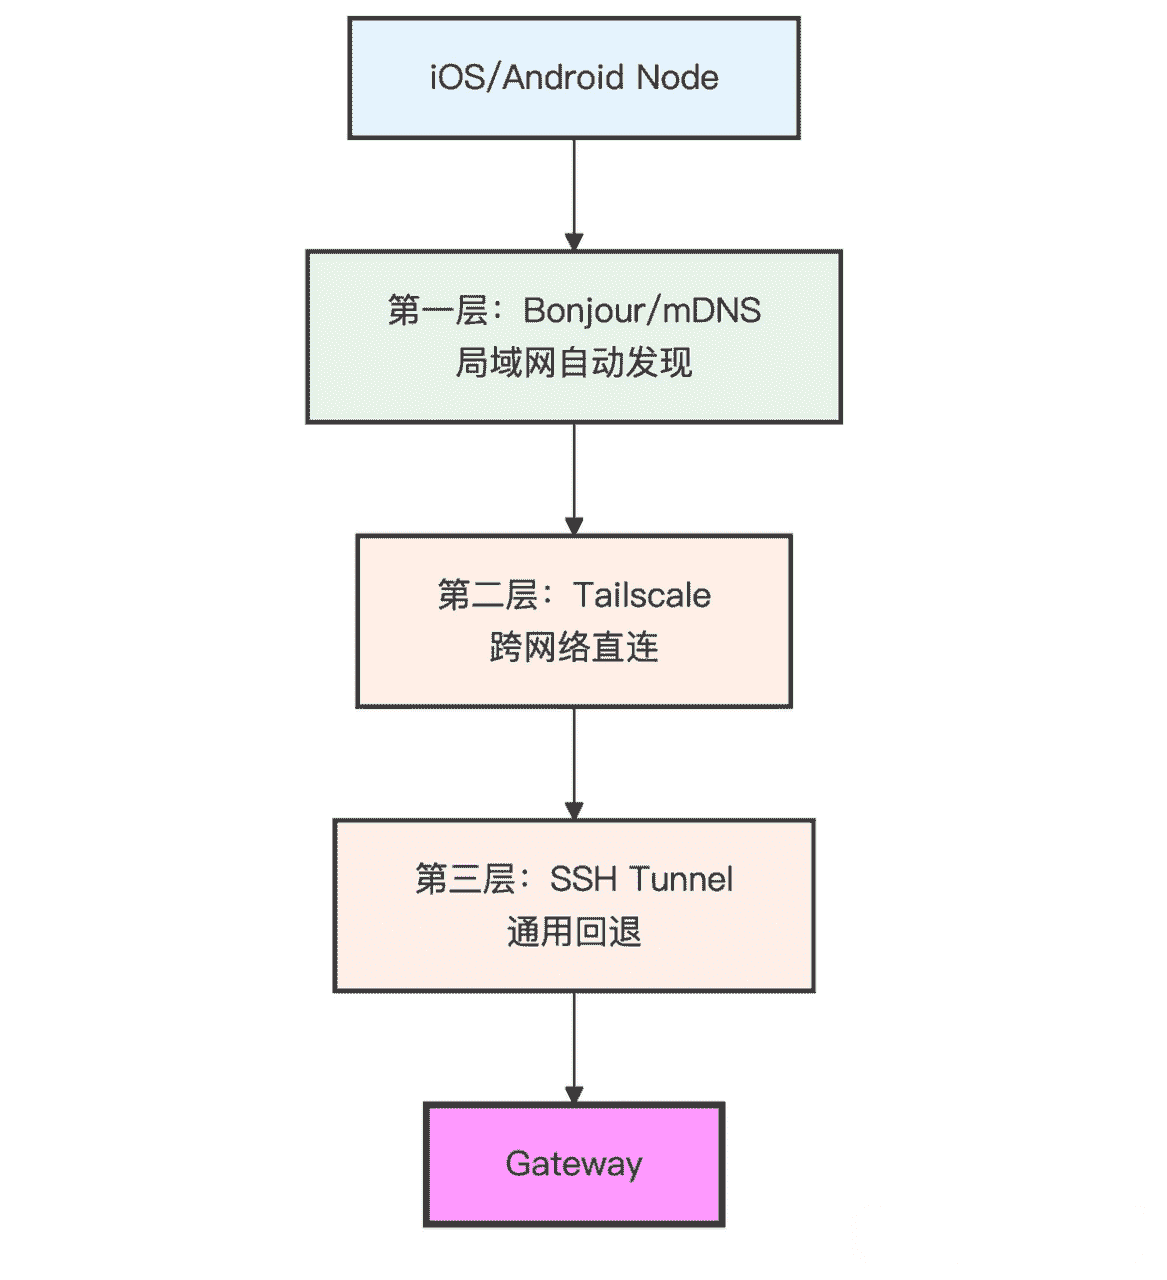 iOS/Android Node
第一层：Bonjour/mDNS
局域网自动发现
第二层：Tailscale
跨网络直连
第三层：SSH Tunnel
通用回退
Gateway